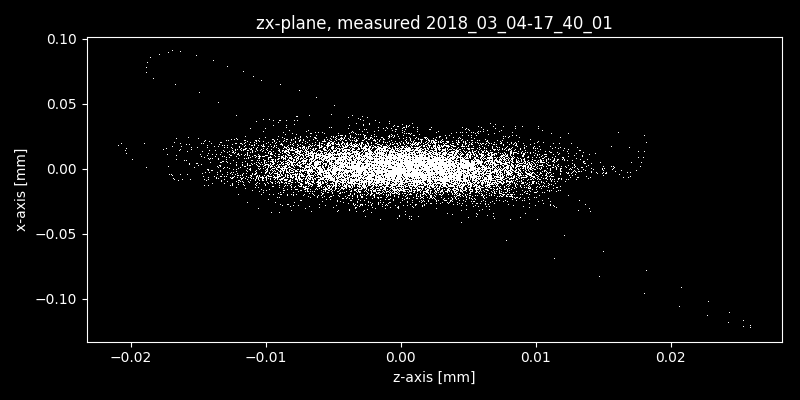 zx-plane, measured 2018_03_04-17_40_01
0.10
0.05
0.00
−0.05
−0.10
x-axis [mm]
−0.02 −0.01 0.00 0.01 0.02
z-axis [mm]